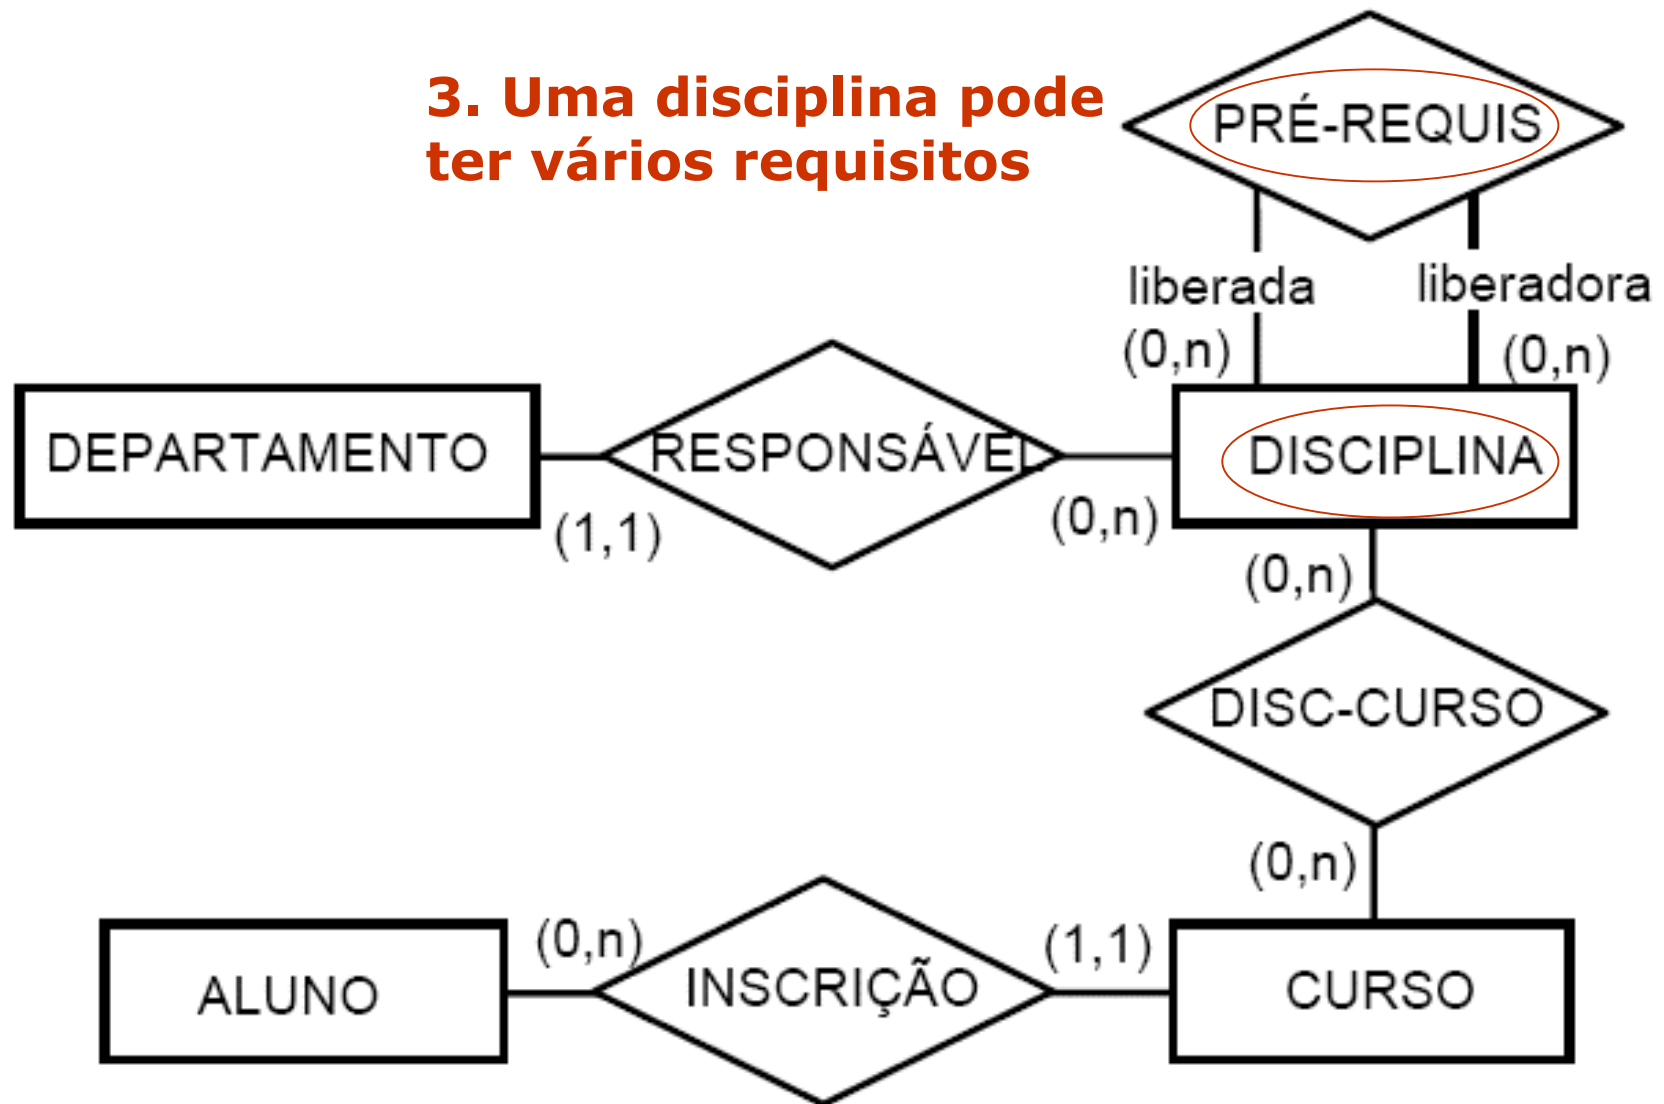 3. Uma disciplina pode
ter vários requisitos
PRÉ-REQUIS
liberada
liberadora
(0,n)
(0,n)
DEPARTAMENTO
RESPONSÁVEL
DISCIPLINA
(1,1)
(0,n)
(0,n)
DISC-CURSO
(0,n)
(0,n)
(1,1)
ALUNO
INSCRIÇÃO
CURSO